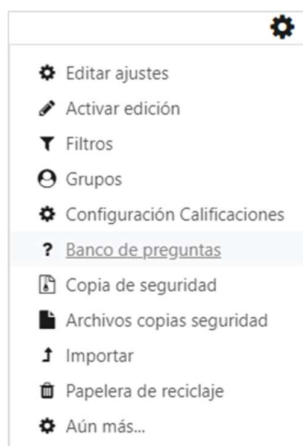 Editar ajustes
Activar edición
Filtros
Grupos
Configuración Calificaciones
? Banco de preguntas
Copia de seguridad
Archivos copias seguridad
Importar
Papelera de reciclaje
Aún más...